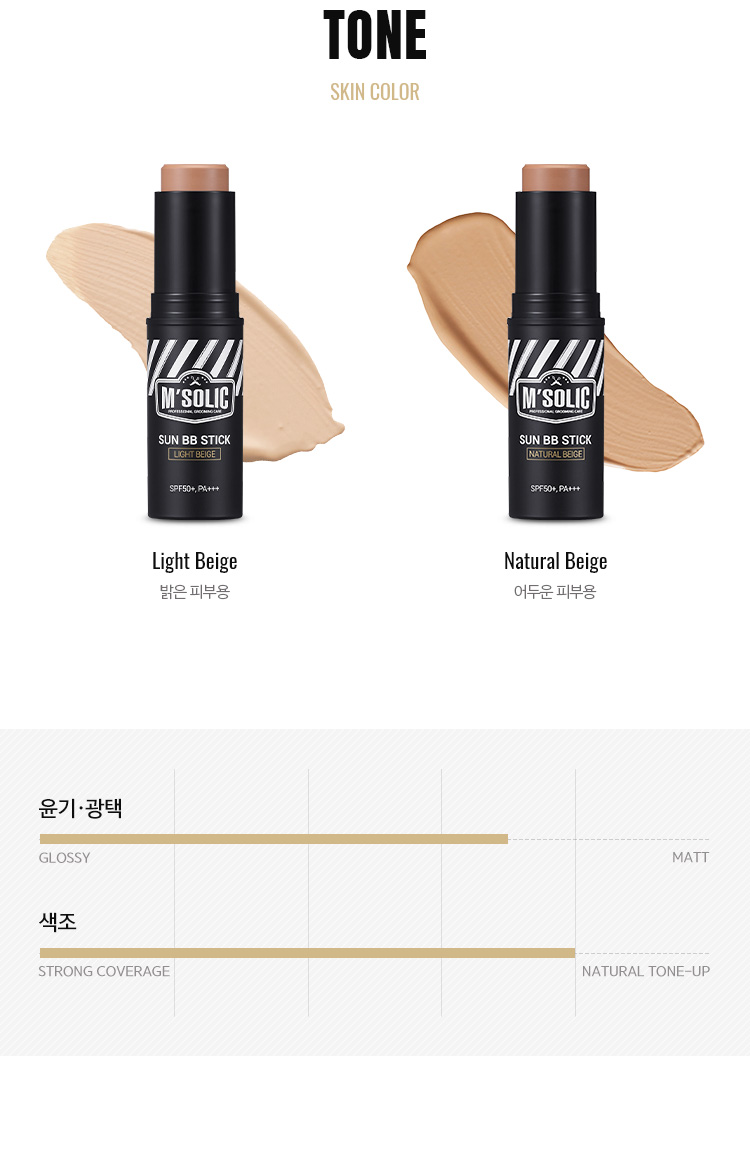 TONE
SKIN COLOR
M'SOLIC
PROFESSIONAL GROOMING CARE
SUN BB STICK
LIGHT BEIGE
SPF50+, PA+++
M'SOLIC
PROFESSIONAL GROOMING CARE
SUN BB STICK
NATURAL BEIGE
SPF50+, PA+++
Light Beige
밝은 피부용
Natural Beige
어두운 피부용
윤기·광택
GLOSSY
MATT
색조
STRONG COVERAGE
NATURAL TONE-UP